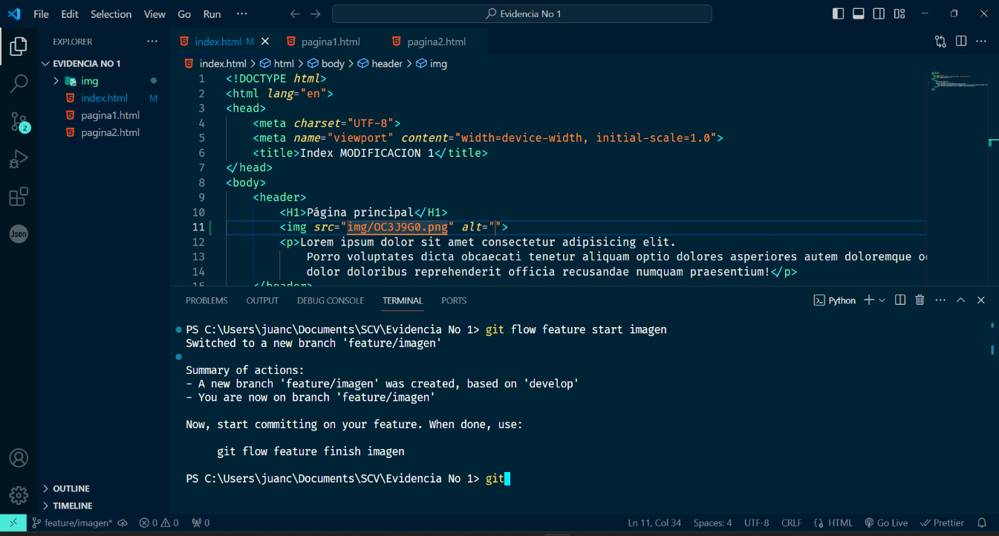 File Edit Selection View Go Run ··· Evidencia No 1
EXPLORER ···
EVIDENCIA NO 1
img
index.html M
pagina1.html
pagina2.html
2
Json
OUTLINE
TIMELINE
index.html M pagina1.html pagina2.html
index.html > html > body > header > img
1 <!DOCTYPE html>
2 <html lang="en">
3 <head>
4 <meta charset="UTF-8">
5 <meta name="viewport" content="width=device-width, initial-scale=1.0">
6 <title>Index MODIFICACION 1</title>
7 </head>
8 <body>
9 <header>
10 <H1>Página principal</H1>
11 <img src="img/OC3J9G0.png" alt="">
12 <p>Lorem ipsum dolor sit amet consectetur adipisicing elit.
13 Porro voluptates dicta obcaecati tenetur aliquam optio dolores asperiores autem doloremque
14 dolor doloribus reprehenderit officia recusandae numquam praesentium!</p>
15 </header>
PROBLEMS OUTPUT DEBUG CONSOLE TERMINAL PORTS Python
PS C:\Users\juanc\Documents\SCV\Evidencia No 1> git flow feature start imagen
Switched to a new branch 'feature/imagen'
Summary of actions:
- A new branch 'feature/imagen' was created, based on 'develop'
- You are now on branch 'feature/imagen'
Now, start committing on your feature. When done, use:
git flow feature finish imagen
PS C:\Users\juanc\Documents\SCV\Evidencia No 1> git
feature/imagen* 0 0 0 Ln 11, Col 34 Spaces: 4 UTF-8 CRLF HTML Go Live Prettier